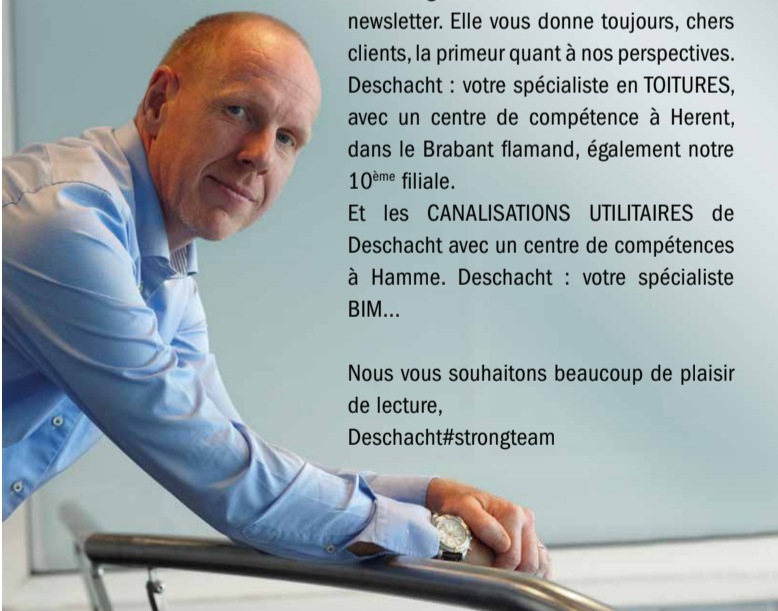 newsletter. Elle vous donne toujours, chers
clients, la primeur quant à nos perspectives.
Deschacht : votre spécialiste en TOITURES,
avec un centre de compétence à Herent,
dans le Brabant flamand, également notre
10ème filiale.
Et les CANALISATIONS UTILITAIRES de
Deschacht avec un centre de compétences
à Hamme. Deschacht : votre spécialiste
BIM...
Nous vous souhaitons beaucoup de plaisir
de lecture,
Deschacht#strongteam